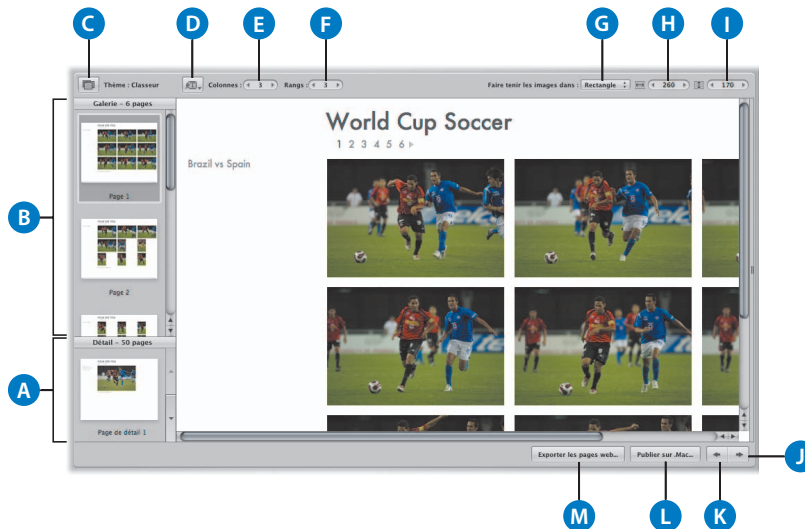 C
D
E
F
G
H
I
Thème : Classeur
Colonnes : 3
Rangs : 3
Faire tenir les images dans : Rectangle
260
170
Galerie – 6 pages
Page 1
Page 2
B
World Cup Soccer
1 2 3 4 5 6
Brazil vs Spain
Détail – 50 pages
Page de détail 1
A
Exporter les pages web...
Publier sur .Mac...
J
M
L
K